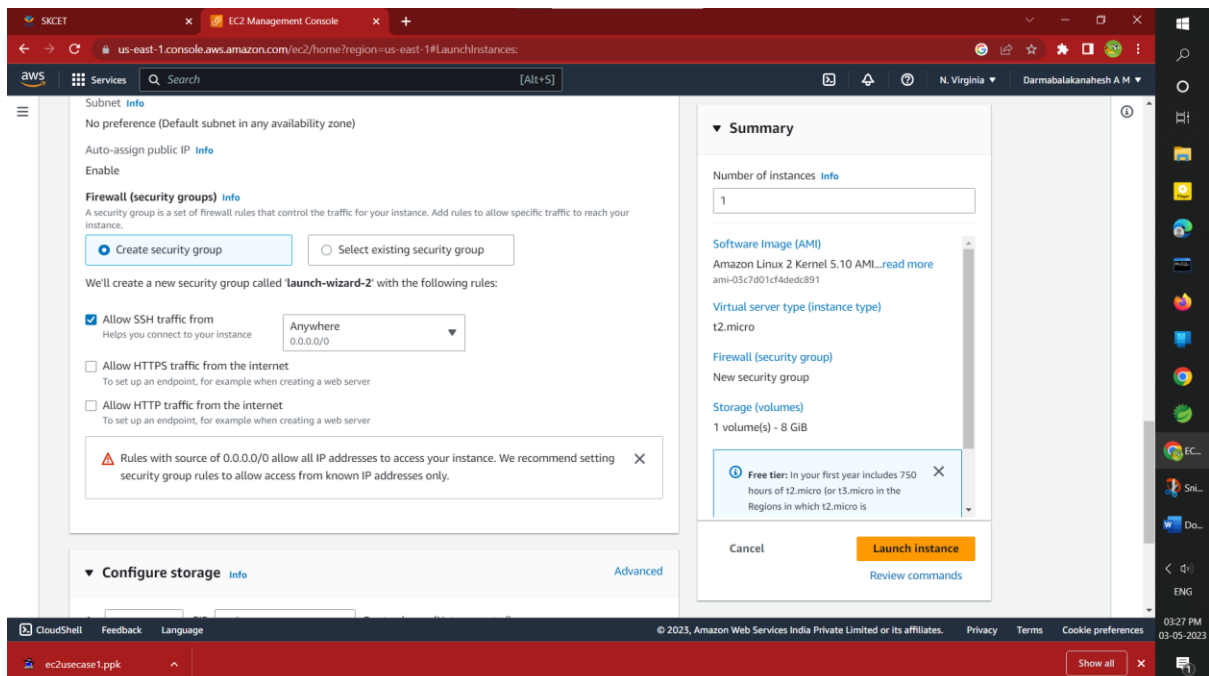 SKCET
EC2 Management Console
us-east-1.console.aws.amazon.com/ec2/home?region=us-east-1#LaunchInstances:
aws
Services
Search
[Alt+S]
N. Virginia
Darmabalakanahesh A M
Subnet Info
No preference (Default subnet in any availability zone)
Auto-assign public IP Info
Enable
Firewall (security groups) Info
A security group is a set of firewall rules that control the traffic for your instance. Add rules to allow specific traffic to reach your
instance.
Create security group
Select existing security group
We'll create a new security group called 'launch-wizard-2' with the following rules:
Allow SSH traffic from
Helps you connect to your instance
Anywhere
0.0.0.0/0
Allow HTTPS traffic from the internet
To set up an endpoint, for example when creating a web server
Allow HTTP traffic from the internet
To set up an endpoint, for example when creating a web server
Rules with source of 0.0.0.0/0 allow all IP addresses to access your instance. We recommend setting
security group rules to allow access from known IP addresses only.
Configure storage Info
Advanced
Summary
Number of instances Info
1
Software Image (AMI)
Amazon Linux 2 Kernel 5.10 AMI...read more
ami-03c7d01cf4dedc891
Virtual server type (instance type)
t2.micro
Firewall (security group)
New security group
Storage (volumes)
1 volume(s) - 8 GiB
Free tier: In your first year includes 750
hours of t2.micro (or t3.micro in the
Regions in which t2.micro is
Cancel
Launch instance
Review commands
CloudShell
Feedback
Language
© 2023, Amazon Web Services India Private Limited or its affiliates.
Privacy
Terms
Cookie preferences
ec2usecase1.ppk
Show all
EC...
Sni...
Do...
ENG
03:27 PM
03-05-2023